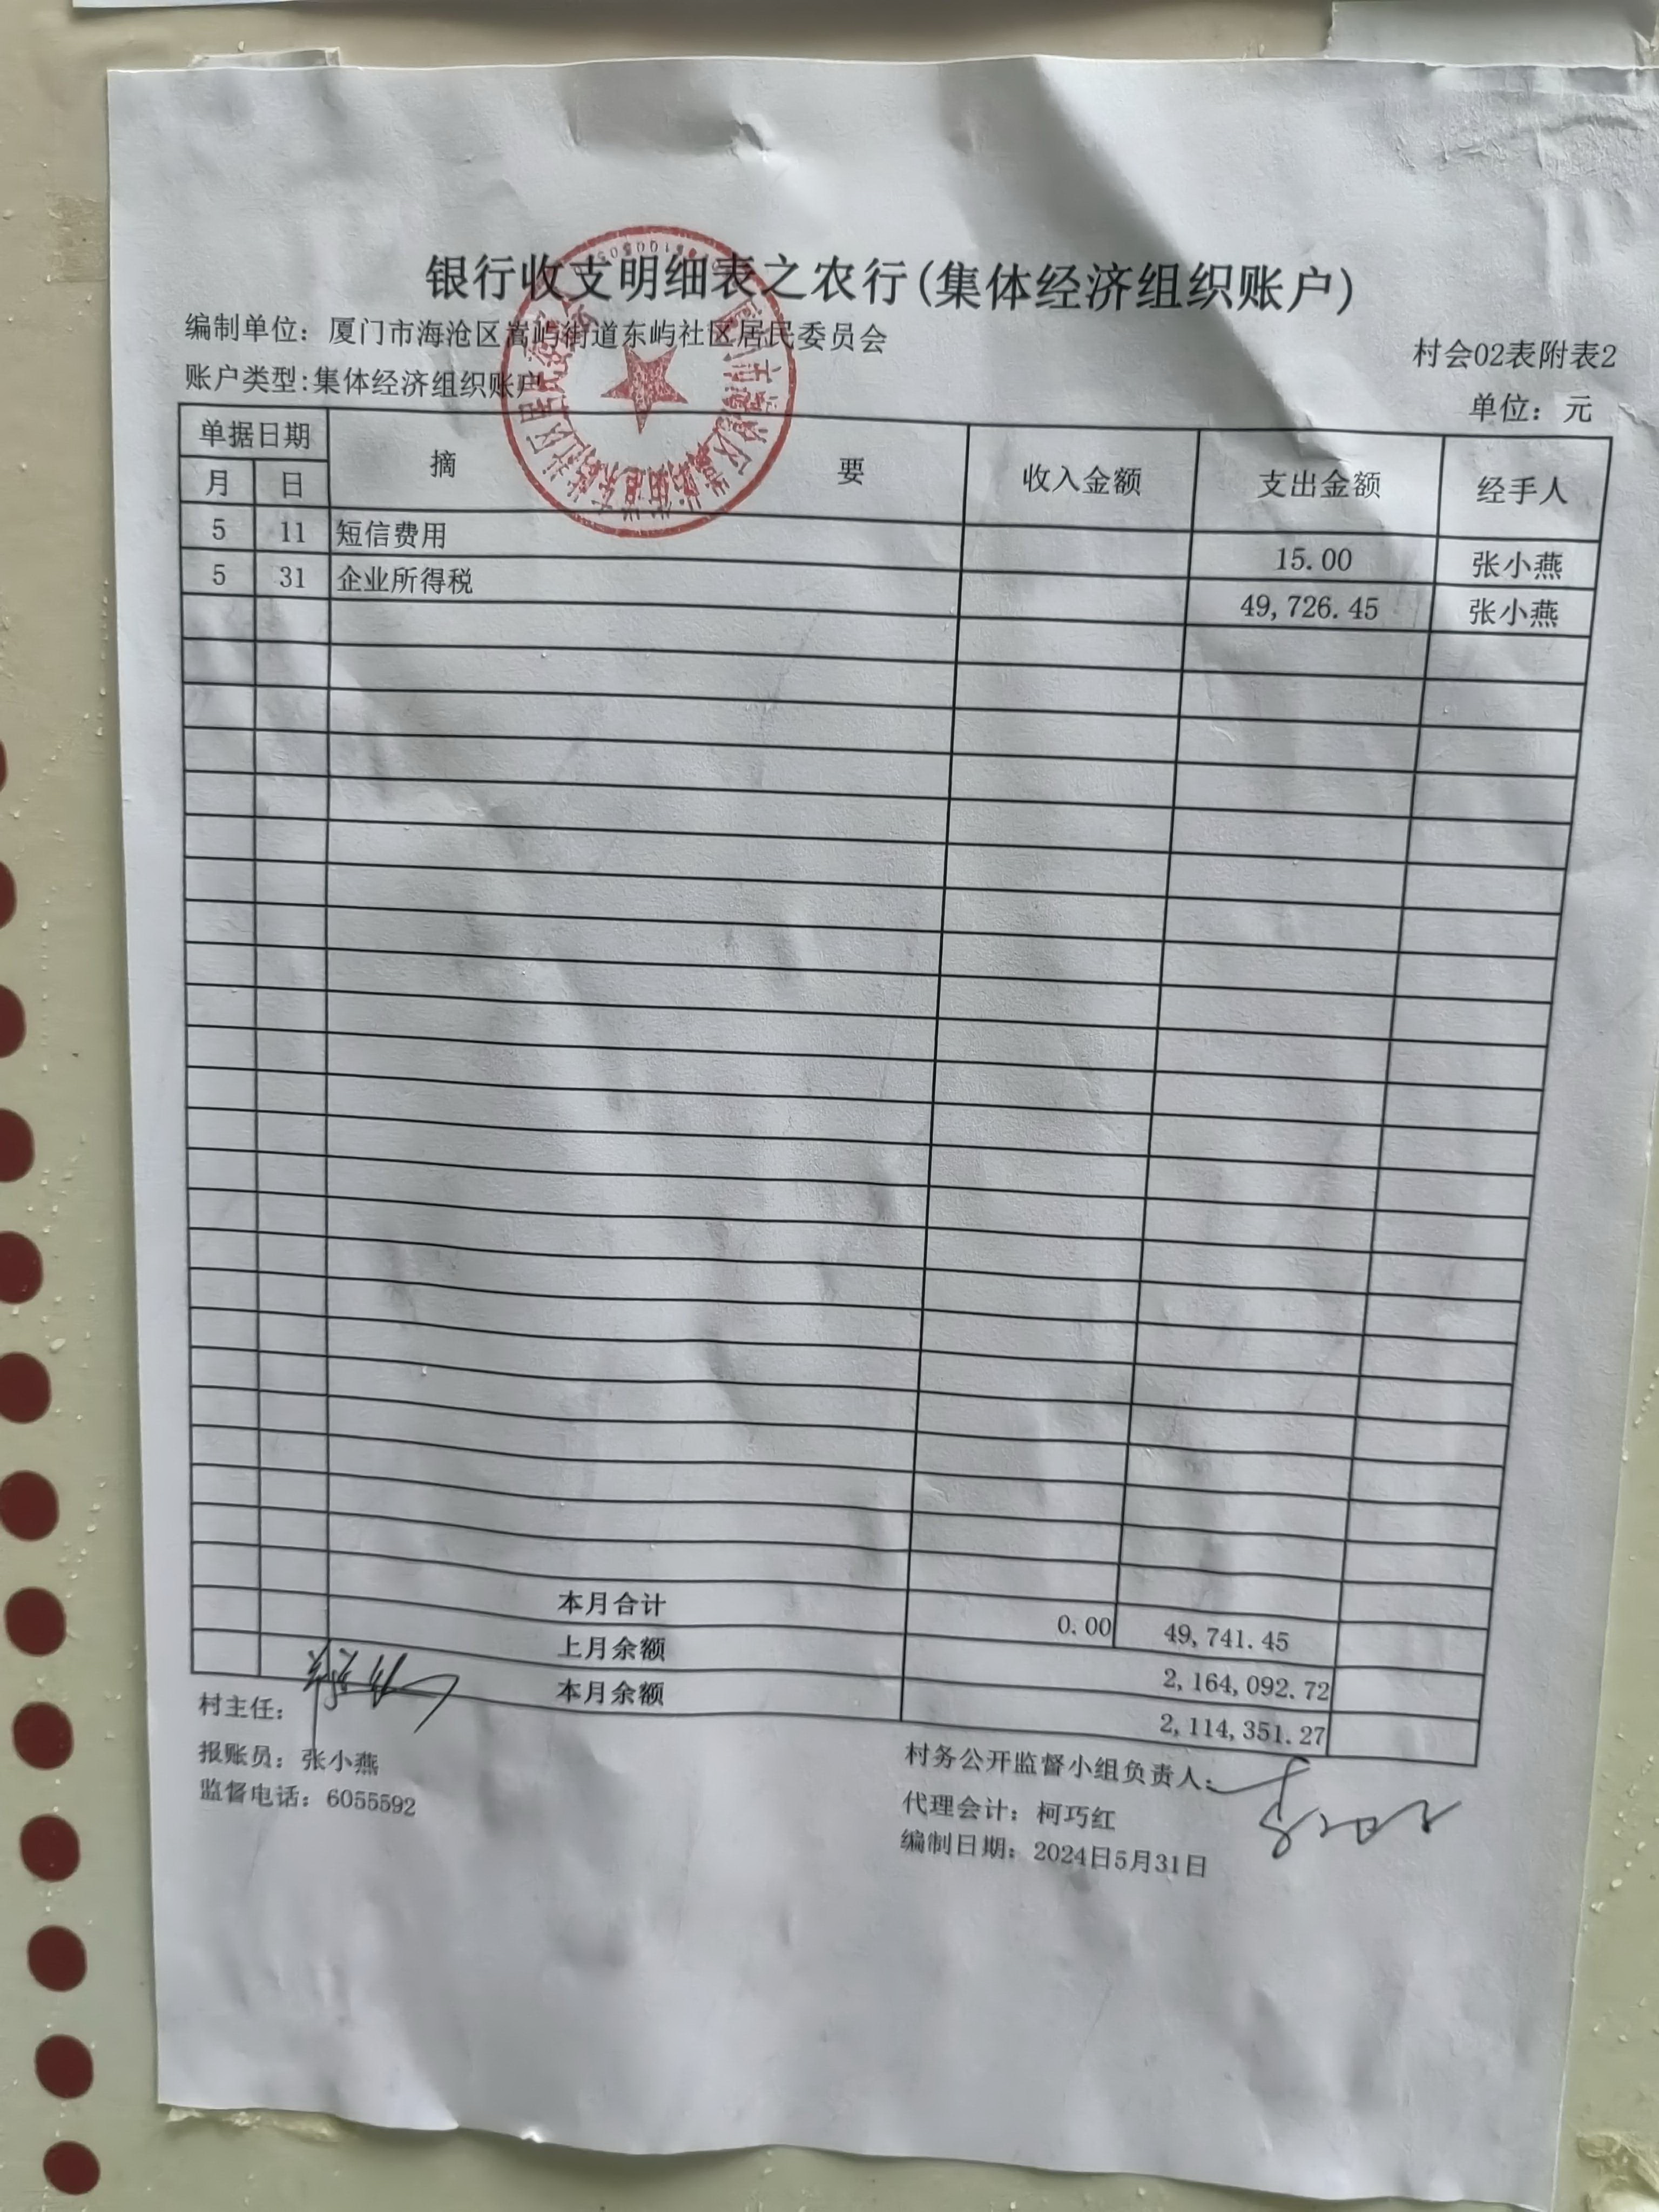 银行收支明细表之农行(集体经济组织账户)
编制单位：厦门市海沧区嵩屿街道东屿社区居民委员会
村会02表附表2
账户类型:集体经济组织账户
单位：元
单据日期 摘 要 收入金额 支出金额 经手人
月 日
5 11 短信费用 15.00 张小燕
5 31 企业所得税 49,726.45 张小燕
本月合计 0.00 49,741.45
上月余额 2,164,092.72
本月余额 2,114,351.27
村主任：
村务公开监督小组负责人：
报账员：张小燕
代理会计：柯巧红
监督电话：6055592
编制日期：2024日5月31日